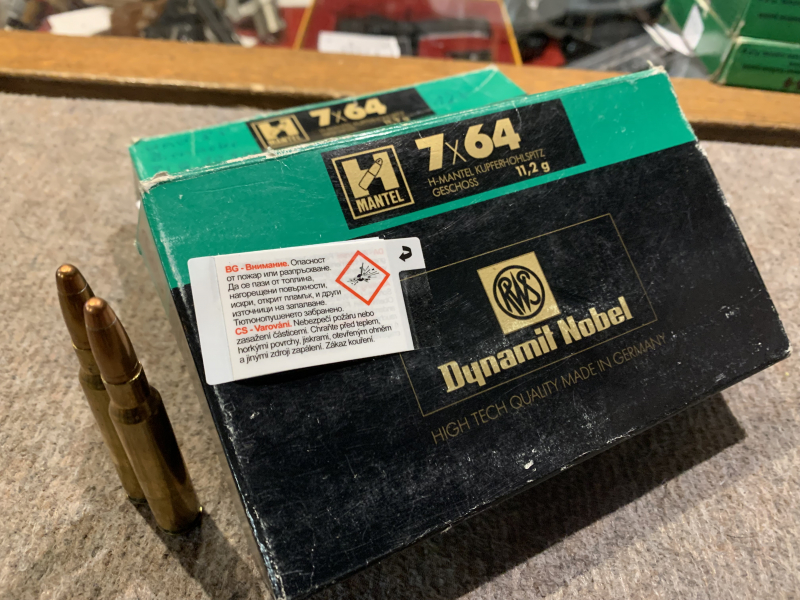 7x64
H
MANTEL
7x64
H-MANTEL KUPFERHOHLSPITZ
GESCHOSS 11,2 g
BG - Внимание. Опасност
от пожар или разпръскване.
Да се пази от топлина,
нагорещени повърхности,
искри, открит пламък, и други
източници на запалване.
Тютюнопушенето забранено.
CS - Varování. Nebezpečí požáru nebo
zasažení částicemi. Chraňte před teplem,
horkými povrchy, jiskrami, otevřeným ohněm
a jinými zdroji zapálení. Zákaz kouření.
RWS
Dynamit Nobel
HIGH TECH QUALITY MADE IN GERMANY